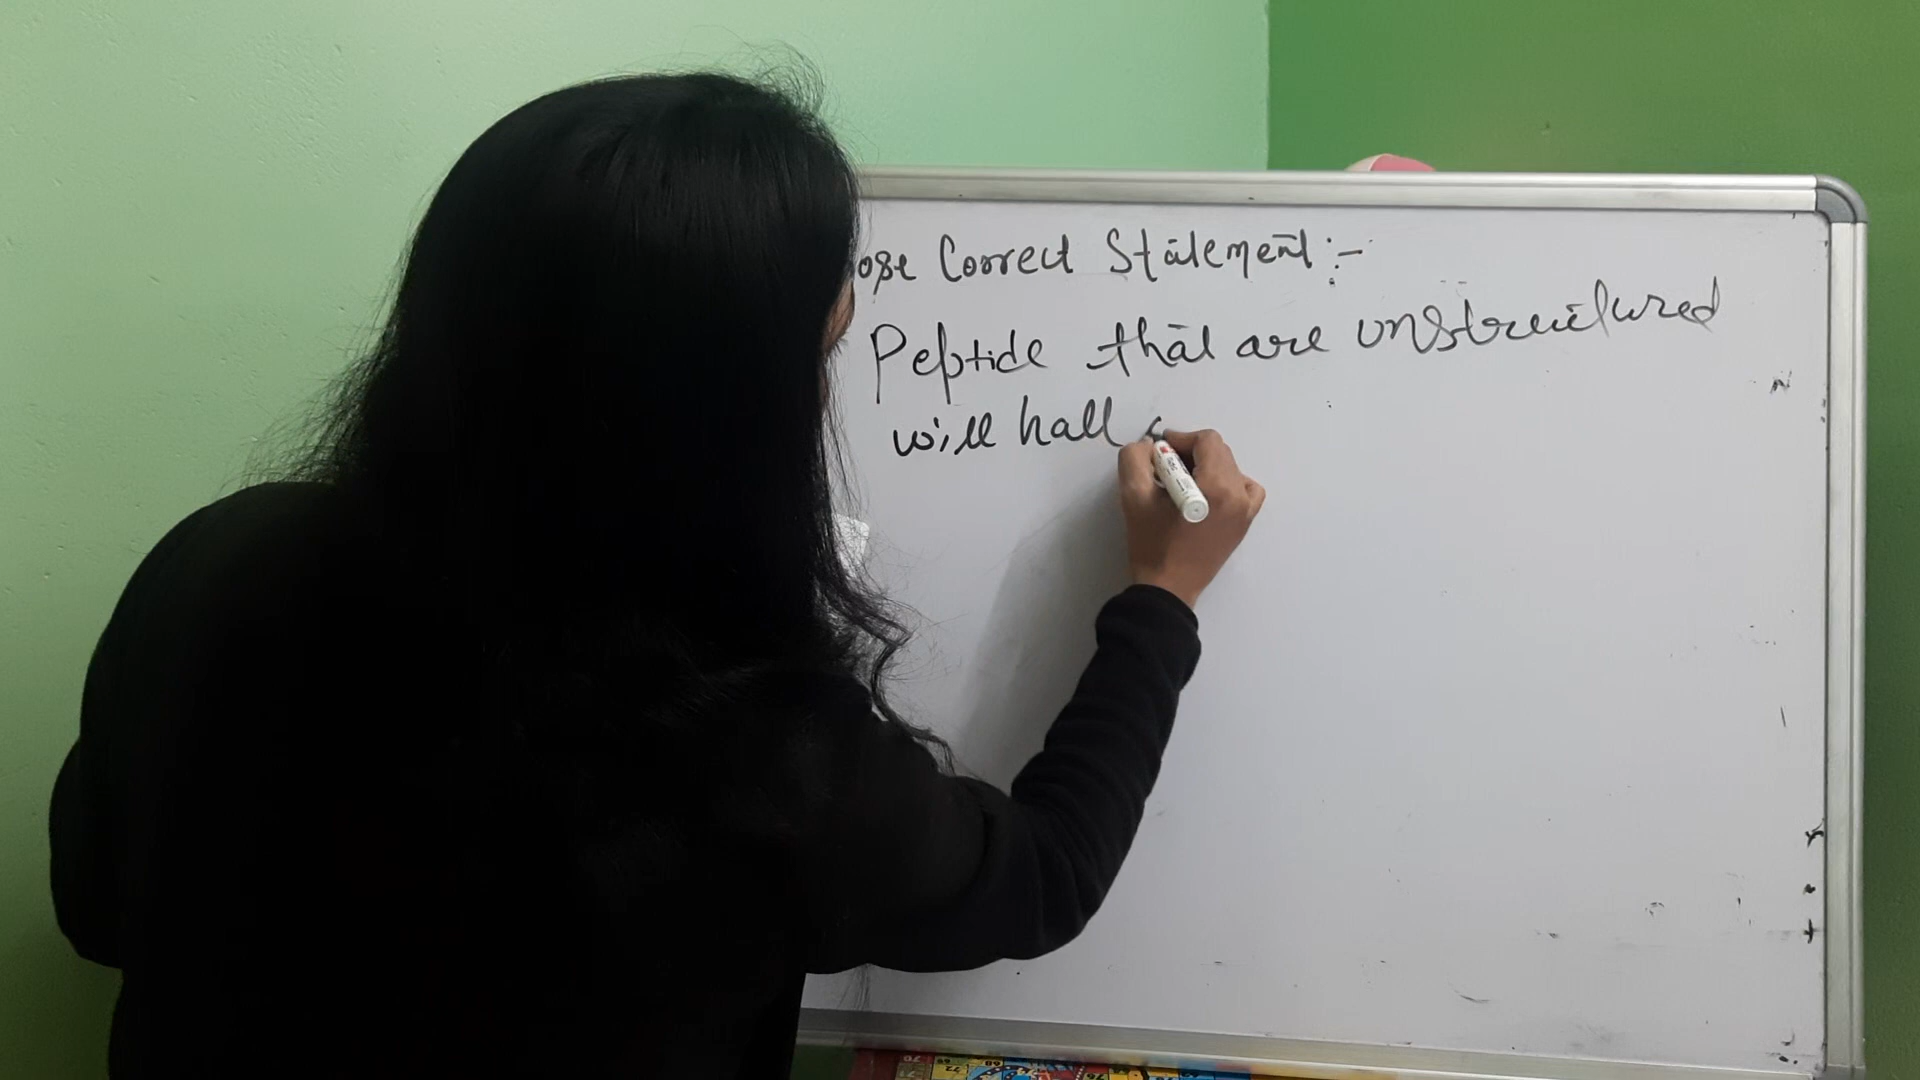 ose Correct Statement :-
Peptide that are unstructured
will hall